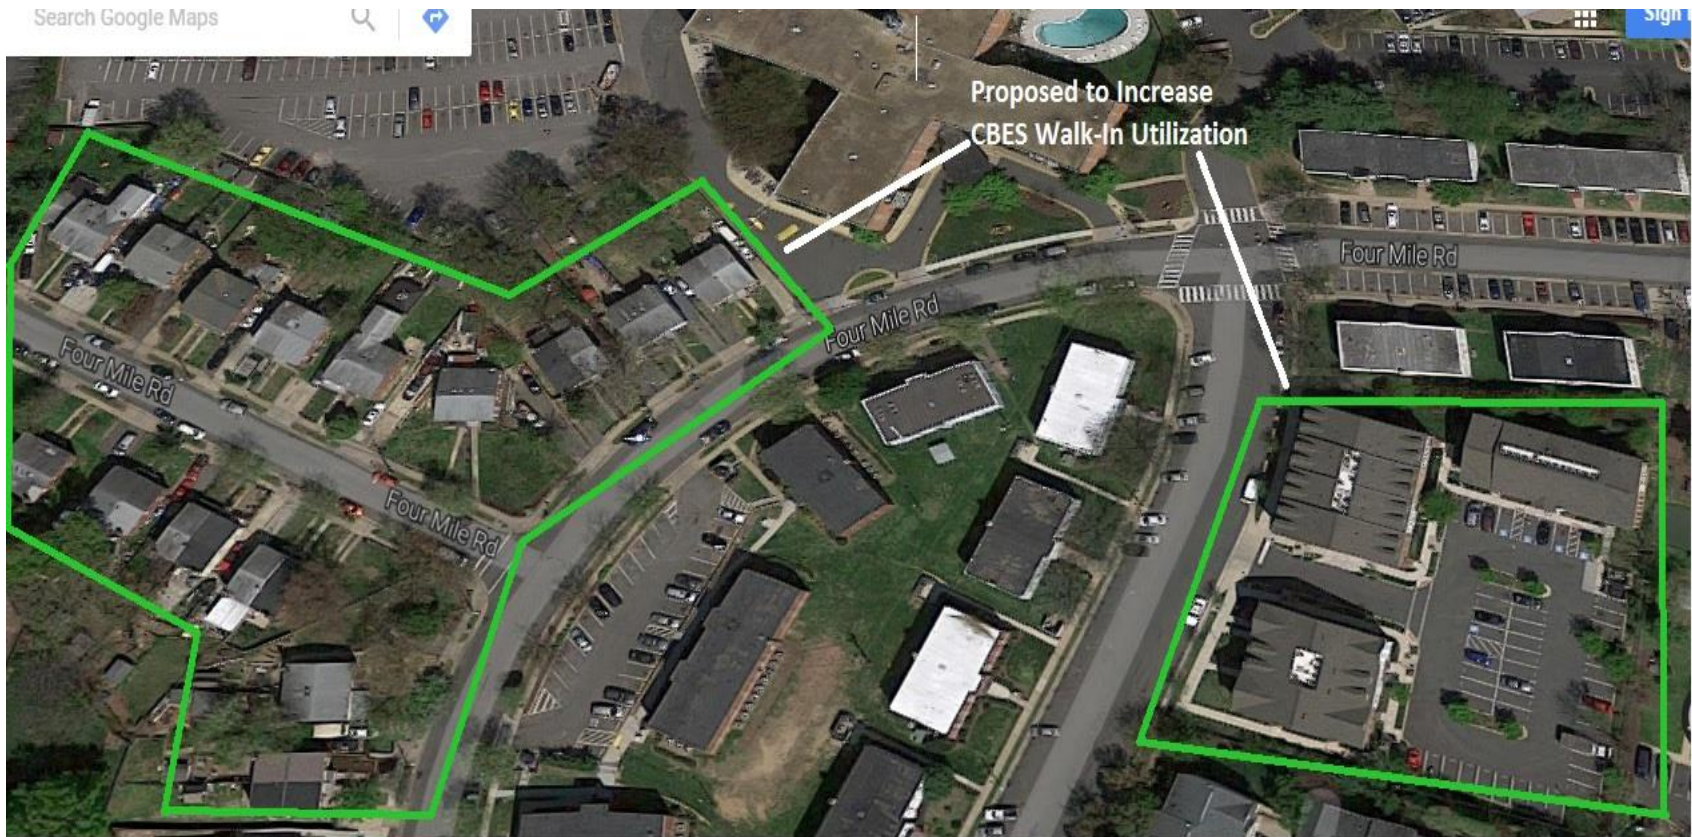 Search Google Maps
Sign
Proposed to Increase
CBES Walk-In Utilization
Four Mile Rd
Four Mile Rd
Four Mile Rd
Four Mile Rd